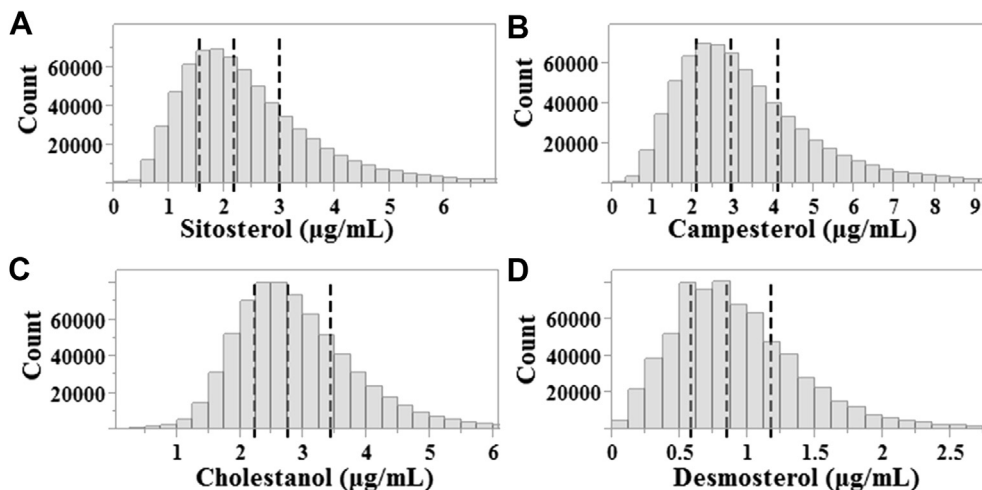 A
Count
60000
40000
20000
0 1 2 3 4 5 6
Sitosterol (µg/mL)
B
Count
60000
40000
20000
0 1 2 3 4 5 6 7 8 9
Campesterol (µg/mL)
C
Count
60000
40000
20000
1 2 3 4 5 6
Cholestanol (µg/mL)
D
Count
60000
40000
20000
0 0.5 1 1.5 2 2.5
Desmosterol (µg/mL)